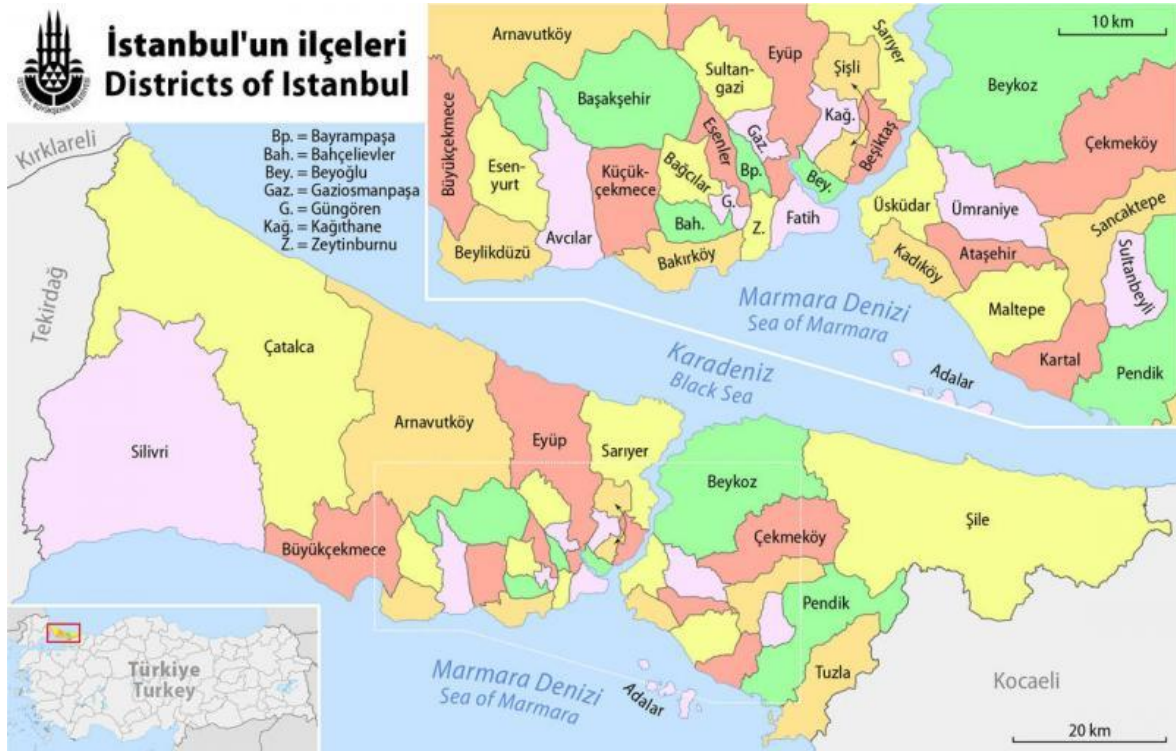 İSTANBUL BÜYÜKŞEHİR BELEDİYESİ
İstanbul'un ilçeleri
Districts of Istanbul
Bp. = Bayrampaşa
Bah. = Bahçelievler
Bey. = Beyoğlu
Gaz. = Gaziosmanpaşa
G. = Güngören
Kağ. = Kağıthane
Z. = Zeytinburnu
10 km
Arnavutköy
Eyüp
Sarıyer
Sultan-
gazi
Şişli
Beykoz
Başakşehir
Büyükçekmece
Kağ.
Gaz.
Esenler
Beşiktaş
Çekmeköy
Esen-
yurt
Küçük-
çekmece
Bağcılar
Bp.
Bey.
Sancaktepe
Üsküdar
Ümraniye
G.
Fatih
Bah.
Z.
Avcılar
Beylikdüzü
Bakırköy
Kadıköy
Ataşehir
Sultanbeyli
Maltepe
Marmara Denizi
Sea of Marmara
Kartal
Pendik
Adalar
Kırklareli
Tekirdağ
Çatalca
Karadeniz
Black Sea
Silivri
Arnavutköy
Eyüp
Sarıyer
Beykoz
Şile
Çekmeköy
Büyükçekmece
Pendik
Tuzla
Marmara Denizi
Sea of Marmara
Adalar
Kocaeli
Türkiye
Turkey
20 km